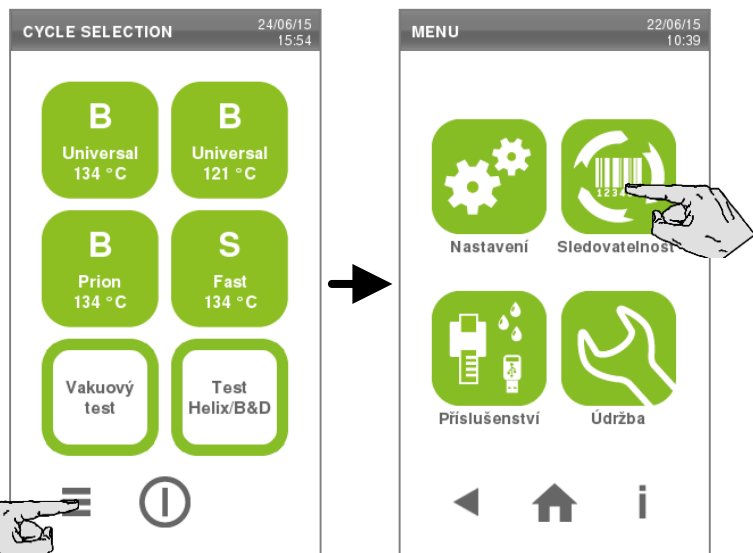 CYCLE SELECTION
24/06/15
15:54
B
Universal
134 °C
B
Universal
121 °C
B
Prion
134 °C
S
Fast
134 °C
Vakuový
test
Test
Helix/B&D
MENU
22/06/15
10:39
1234
Nastavení
Sledovatelnost
Příslušenství
Údržba
i